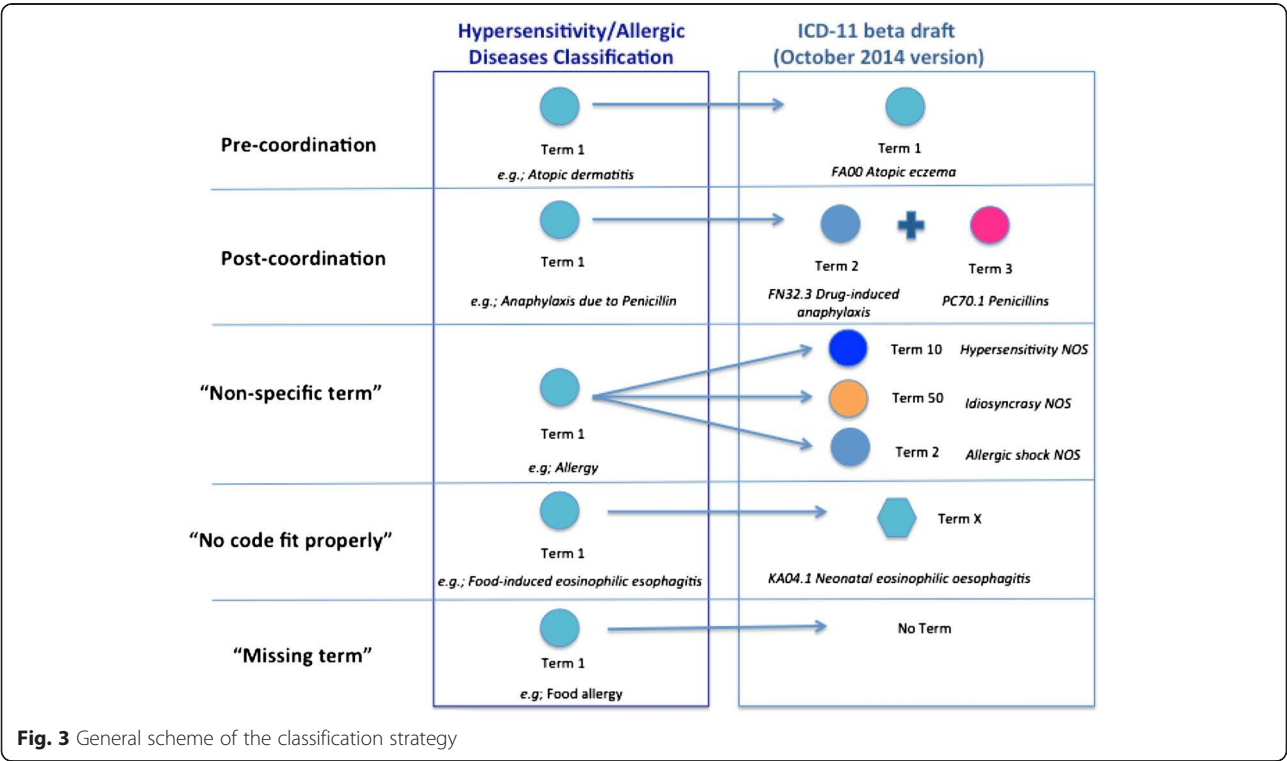 Hypersensitivity/Allergic
Diseases Classification
ICD-11 beta draft
(October 2014 version)
Pre-coordination
Term 1
e.g.; Atopic dermatitis
Term 1
FA00 Atopic eczema
Post-coordination
Term 1
e.g.; Anaphylaxis due to Penicillin
Term 2
FN32.3 Drug-induced
anaphylaxis
Term 3
PC70.1 Penicillins
“Non-specific term”
Term 1
e.g; Allergy
Term 10 Hypersensitivity NOS
Term 50 Idiosyncrasy NOS
Term 2 Allergic shock NOS
“No code fit properly”
Term 1
e.g.; Food-induced eosinophilic esophagitis
Term X
KA04.1 Neonatal eosinophilic oesophagitis
“Missing term”
Term 1
e.g; Food allergy
No Term
Fig. 3 General scheme of the classification strategy